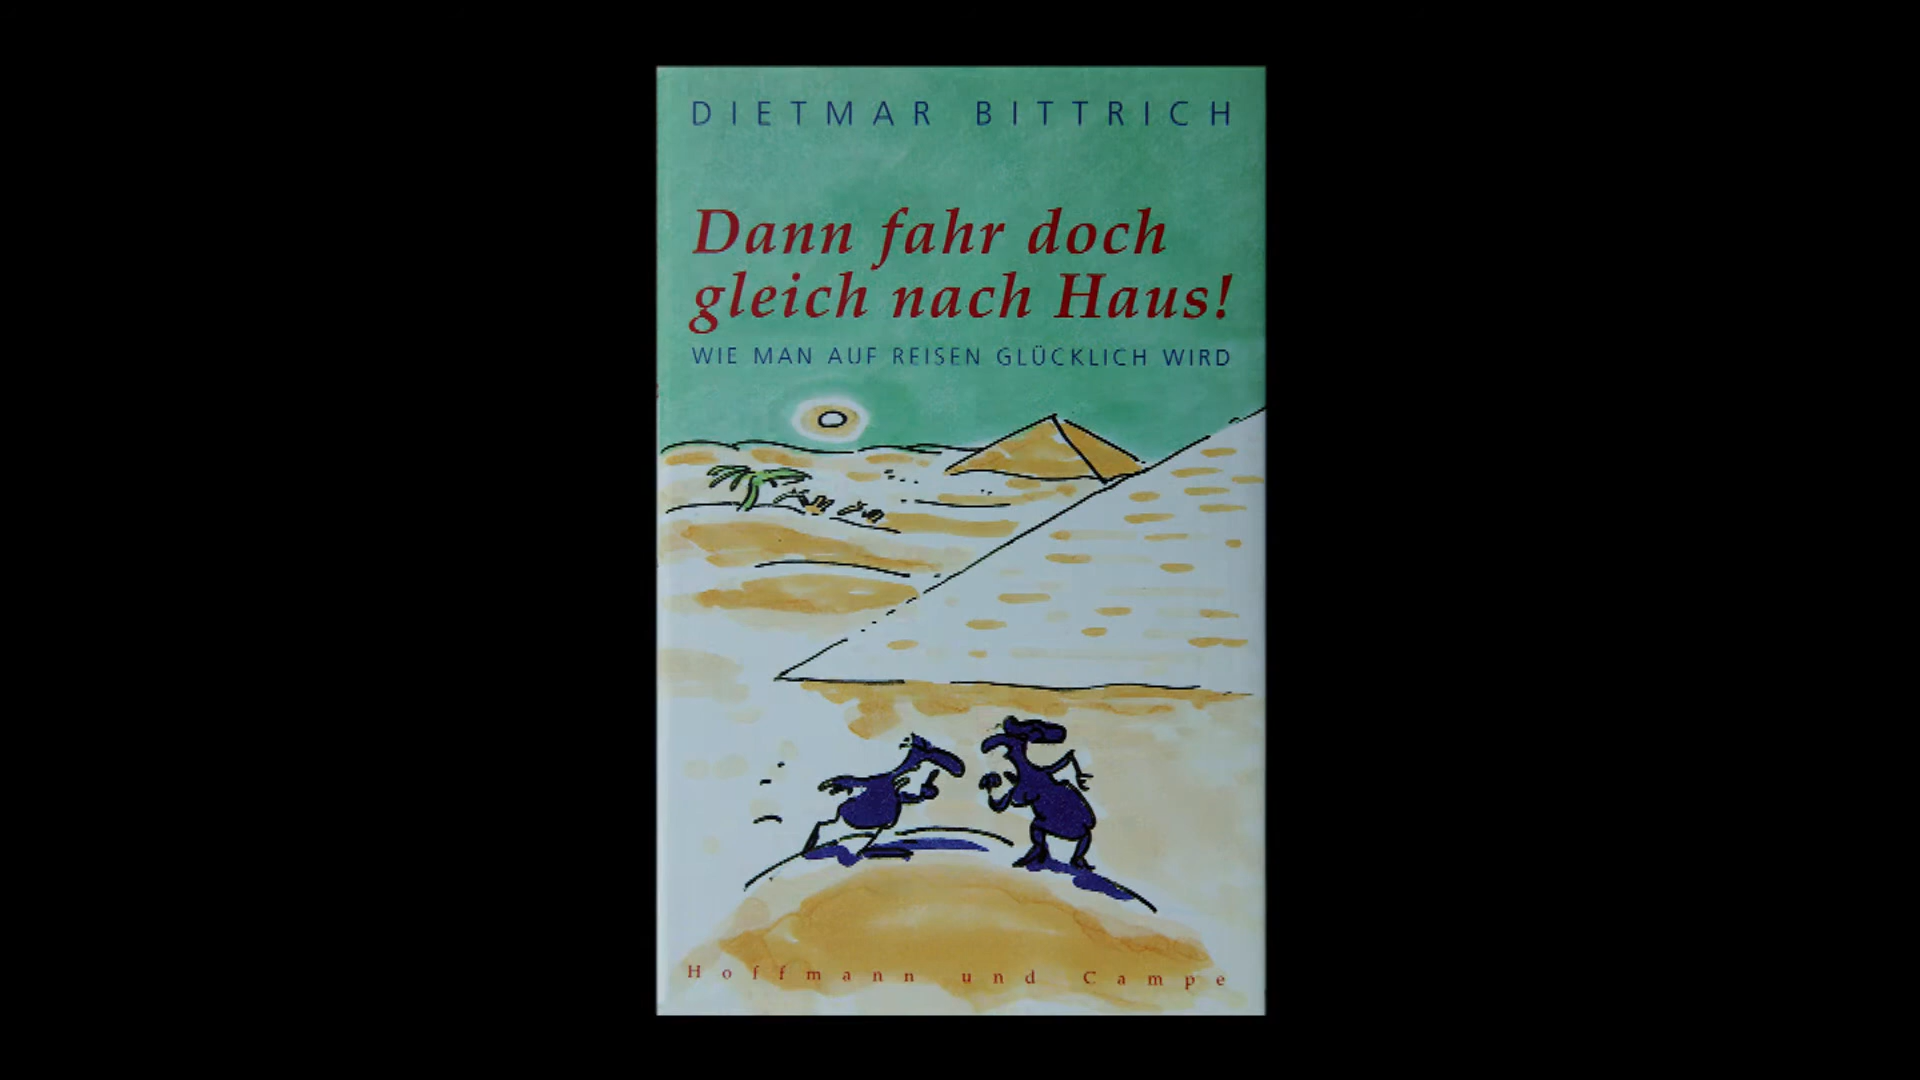 DIETMAR BITTRICH
Dann fahr doch
gleich nach Haus!
WIE MAN AUF REISEN GLÜCKLICH WIRD
Hoffmann und Campe